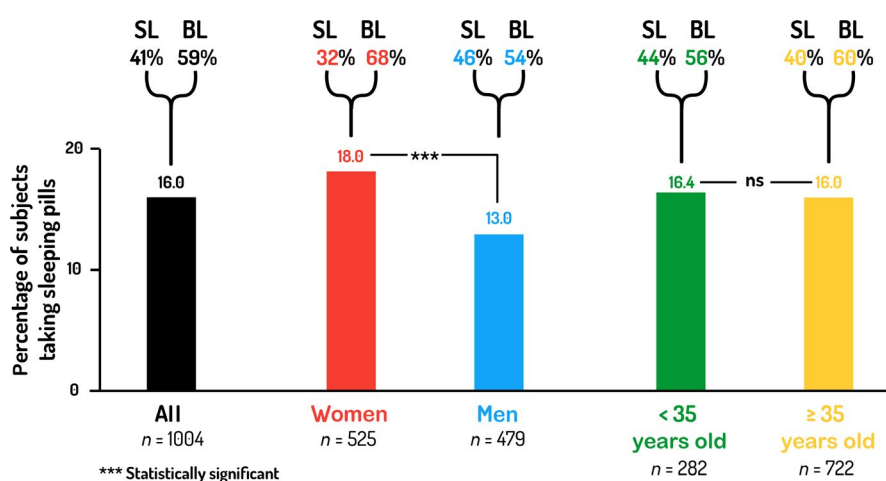 SL BL SL BL SL BL SL BL SL BL
41% 59% 32% 68% 46% 54% 44% 56% 40% 60%
Percentage of subjects
taking sleeping pills
20
10
0
16.0
18.0
***
13.0
16.4
ns
16.0
All
n = 1004
Women
n = 525
Men
n = 479
< 35
years old
n = 282
≥ 35
years old
n = 722
*** Statistically significant